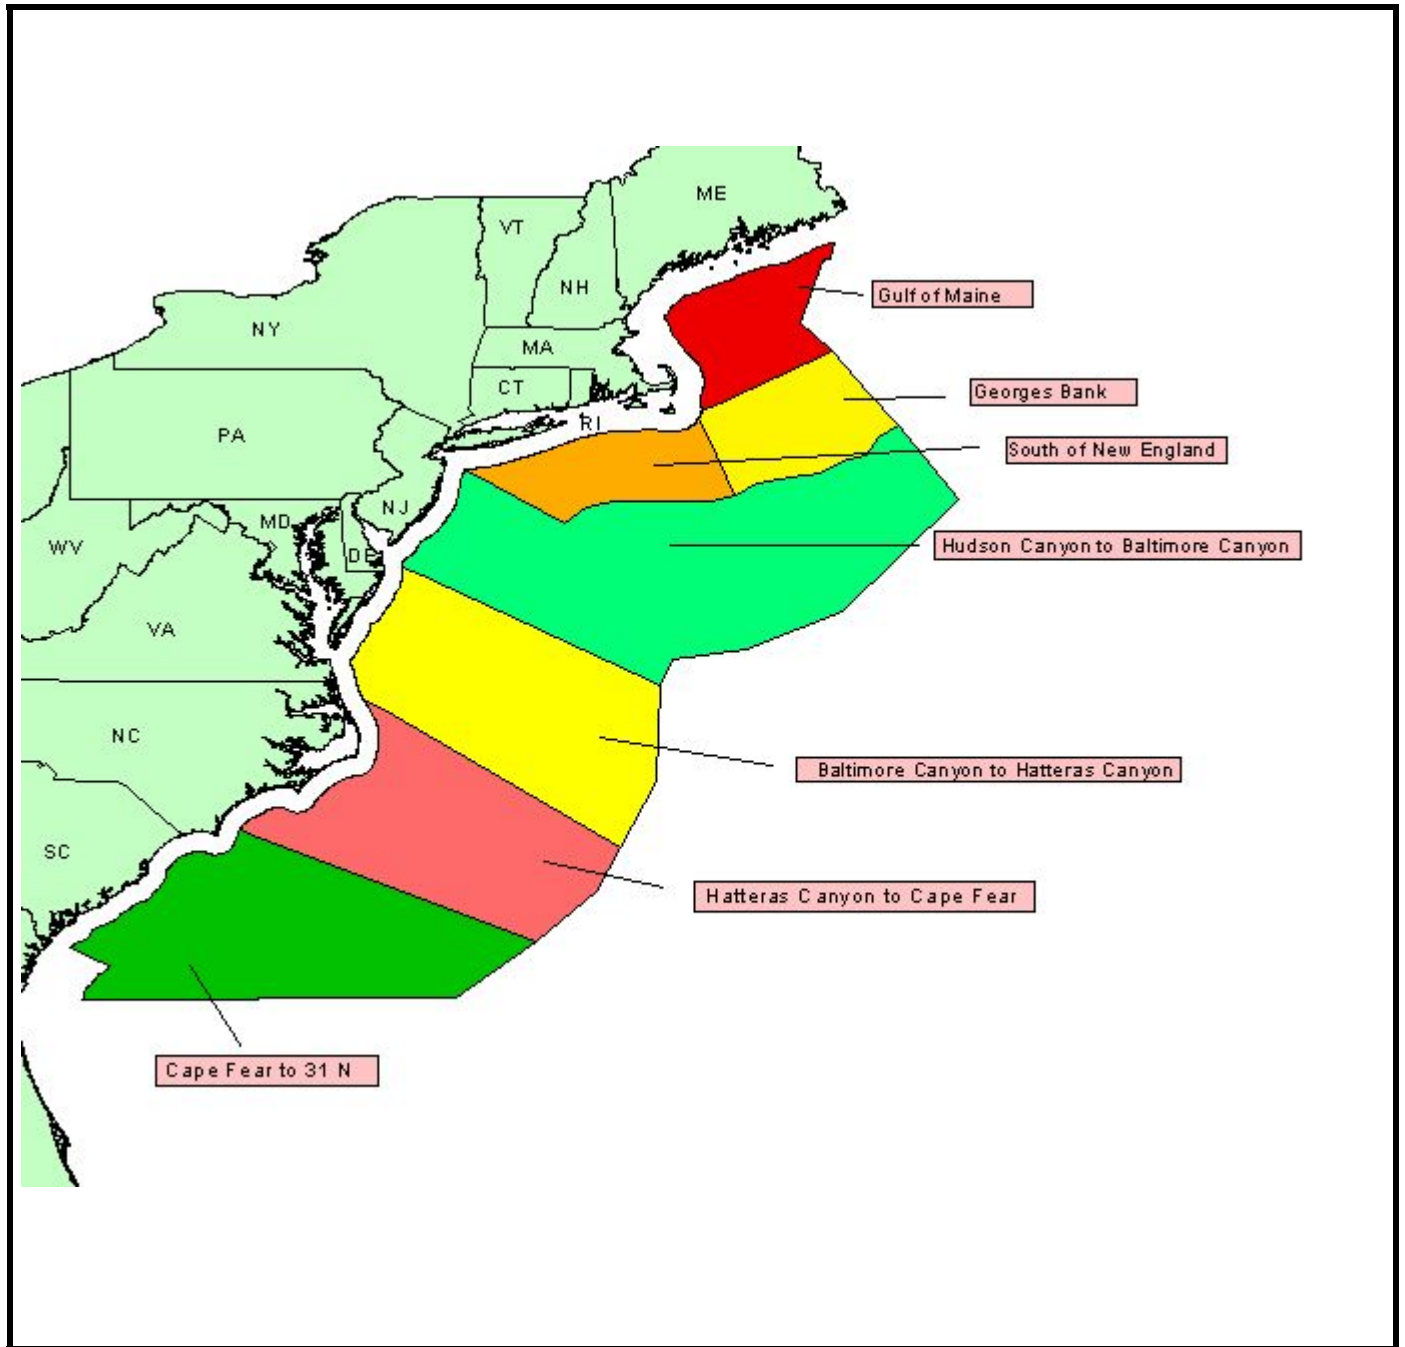 ME
VT
NH
Gulf of Maine
NY
MA
CT
Georges Bank
RI
PA
South of New England
NJ
MD
DE
WV
Hudson Canyon to Baltimore Canyon
VA
NC
Baltimore Canyon to Hatteras Canyon
SC
Hatteras Canyon to Cape Fear
Cape Fear to 31 N